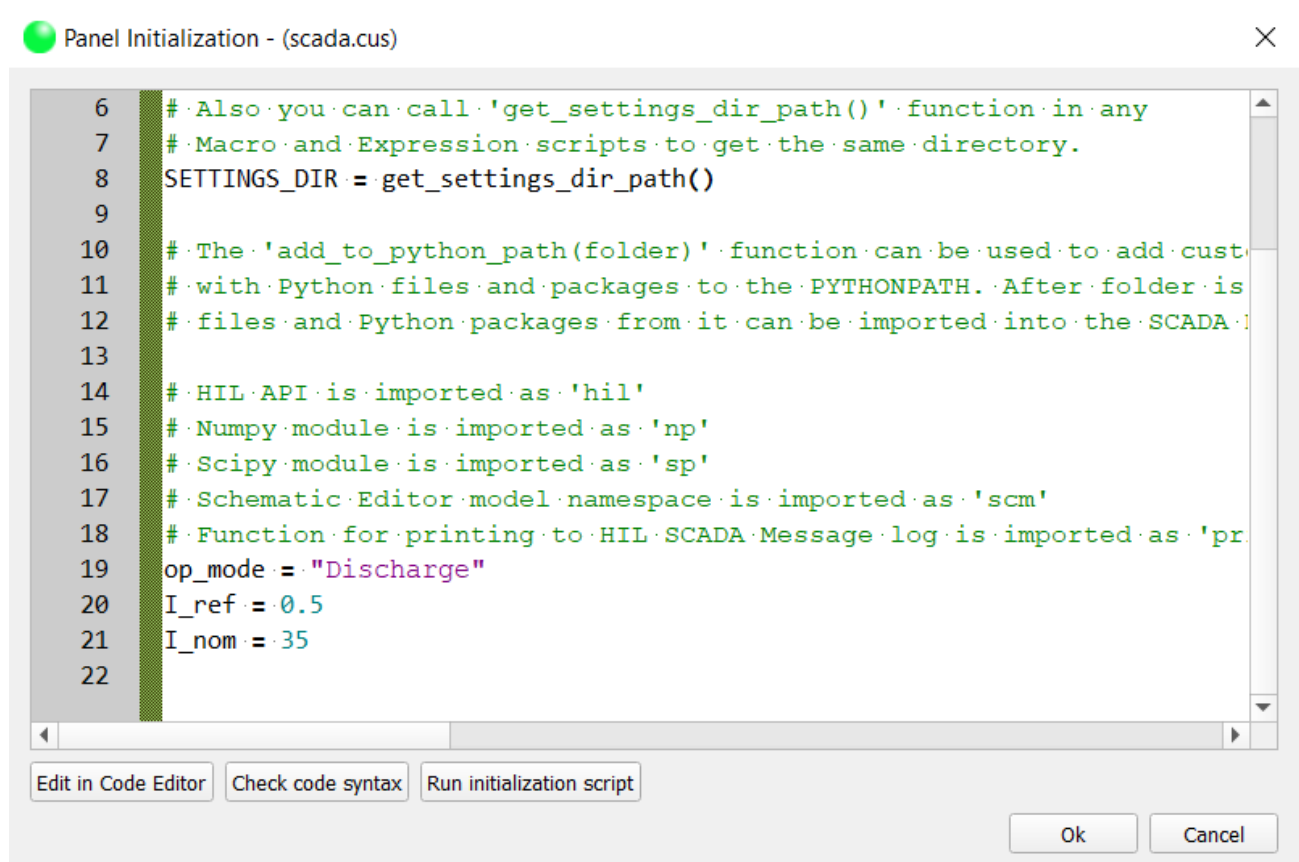 Panel Initialization - (scada.cus)
6 # Also you can call 'get_settings_dir_path()' function in any
7 # Macro and Expression scripts to get the same directory.
8 SETTINGS_DIR = get_settings_dir_path()
9
10 # The 'add_to_python_path(folder)' function can be used to add
11 # with Python files and packages to the PYTHONPATH. After folder is
12 # files and Python packages from it can be imported into the SCADA
13
14 # HIL API is imported as 'hil'
15 # Numpy module is imported as 'np'
16 # Scipy module is imported as 'sp'
17 # Schematic Editor model namespace is imported as 'scm'
18 # Function for printing to HIL SCADA Message log is imported as
19 op_mode = "Discharge"
20 I_ref = 0.5
21 I_nom = 35
22
Edit in Code Editor Check code syntax Run initialization script
Ok Cancel